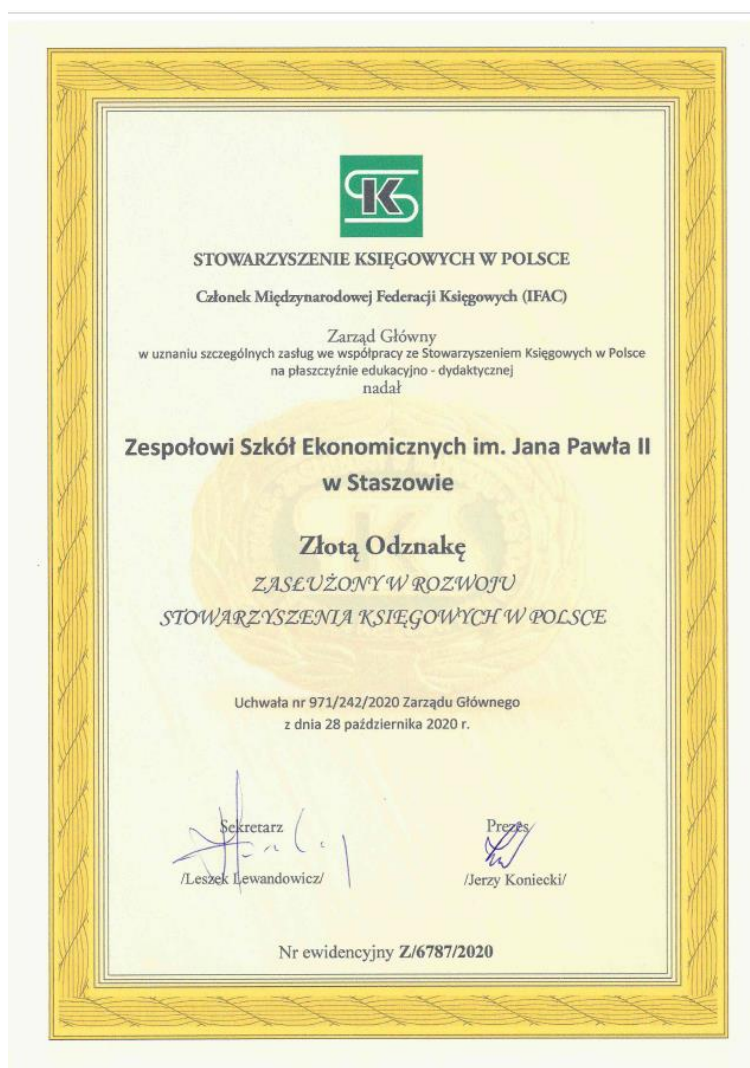 SKS
STOWARZYSZENIE KSIĘGOWYCH W POLSCE
Członek Międzynarodowej Federacji Księgowych (IFAC)
Zarząd Główny
w uznaniu szczególnych zasług we współpracy ze Stowarzyszeniem Księgowych w Polsce
na płaszczyźnie edukacyjno - dydaktycznej
nadał
Zespołowi Szkół Ekonomicznych im. Jana Pawła II
w Staszowie
Złotą Odznakę
ZASŁUŻONY W ROZWOJU
STOWARZYSZENIA KSIĘGOWYCH W POLSCE
Uchwała nr 971/242/2020 Zarządu Głównego
z dnia 28 października 2020 r.
Sekretarz Prezes
/Leszek Lewandowicz/ /Jerzy Koniecki/
Nr ewidencyjny Z/6787/2020